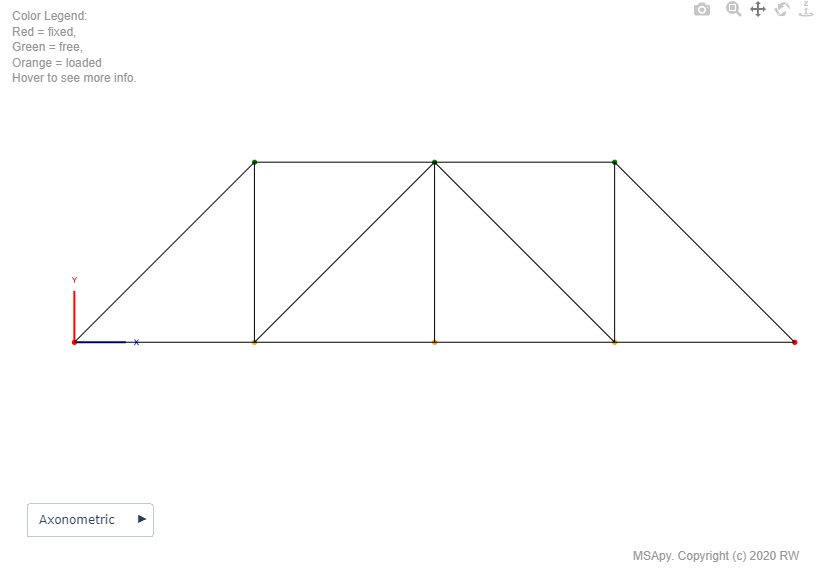 Color Legend:
Red = fixed,
Green = free,
Orange = loaded
Hover to see more info.
Z
Y
X
Axonometric
MSApy. Copyright (c) 2020 RW